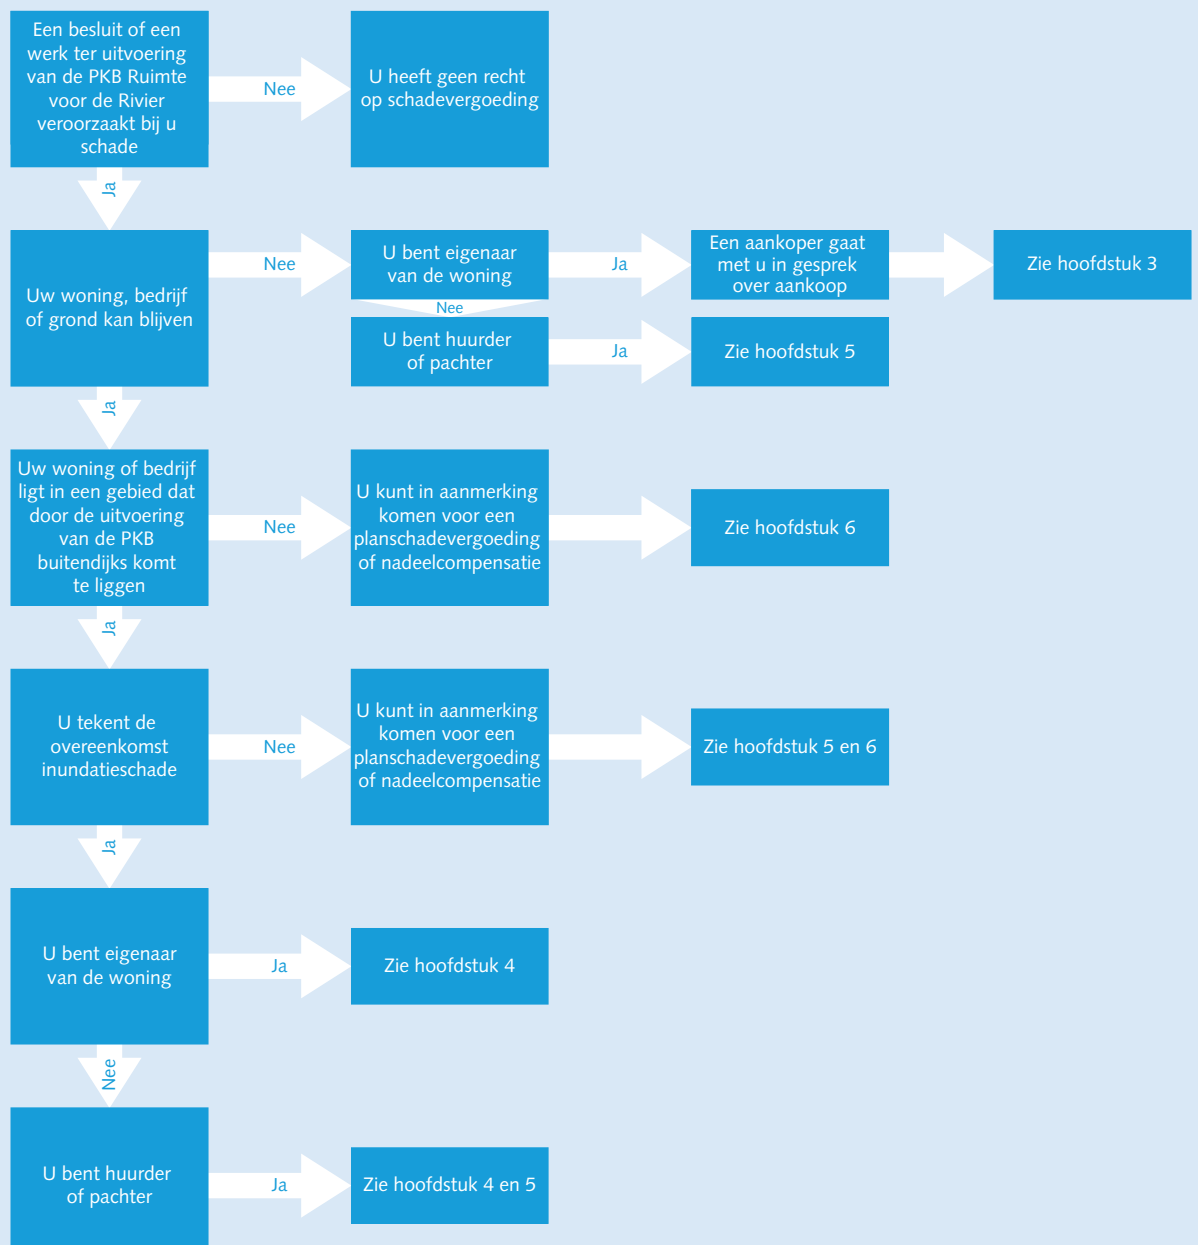 Een besluit of een
werk ter uitvoering
van de PKB Ruimte
voor de Rivier
veroorzaakt bij u
schade
Nee
U heeft geen recht
op schadevergoeding
Ja
Uw woning, bedrijf
of grond kan blijven
Nee
U bent eigenaar
van de woning
Ja
Een aankoper gaat
met u in gesprek
over aankoop
Zie hoofdstuk 3
Nee
U bent huurder
of pachter
Ja
Zie hoofdstuk 5
Ja
Uw woning of bedrijf
ligt in een gebied dat
door de uitvoering
van de PKB
buitendijks komt
te liggen
Nee
U kunt in aanmerking
komen voor een
planschadevergoeding
of nadeelcompensatie
Zie hoofdstuk 6
Ja
U tekent de
overeenkomst
inundatieschade
Nee
U kunt in aanmerking
komen voor een
planschadevergoeding
of nadeelcompensatie
Zie hoofdstuk 5 en 6
Ja
U bent eigenaar
van de woning
Ja
Zie hoofdstuk 4
Nee
U bent huurder
of pachter
Ja
Zie hoofdstuk 4 en 5